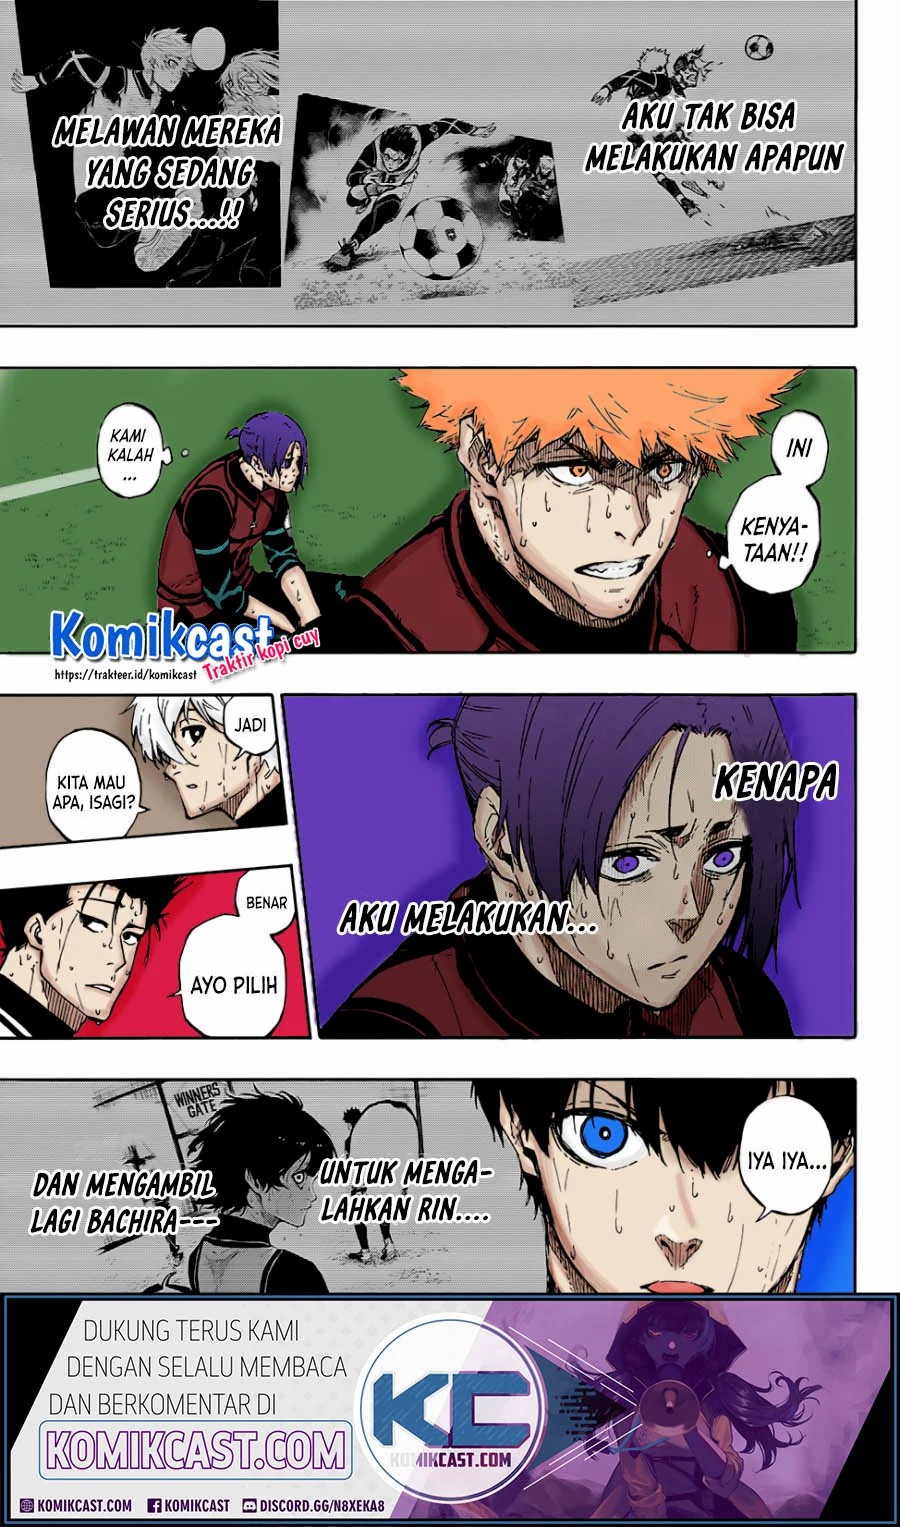 AKU TAK BISA
MELAKUKAN APAPUN
MELAWAN MEREKA
YANG SEDANG
SERIUS...!!
INI
KENYA-
TAAN!!
KAMI
KALAH
...
Komikcast
Traktir kopi cuy
https://trakteer.id/komikcast
KENAPA
AKU MELAKUKAN...
JADI
KITA MAU
APA, ISAGI?
BENAR
AYO PILIH
IYA IYA...
WINNERS
GATE
UNTUK MENGA-
LAHKAN RIN....
DAN MENGAMBIL
LAGI BACHIRA---
DUKUNG TERUS KAMI
DENGAN SELALU MEMBACA
DAN BERKOMENTAR DI
KOMIKCAST.COM
KC
KOMIKCAST.COM
KOMIKCAST.COM KOMIKCAST DISCORD.GG/N8XEKA8